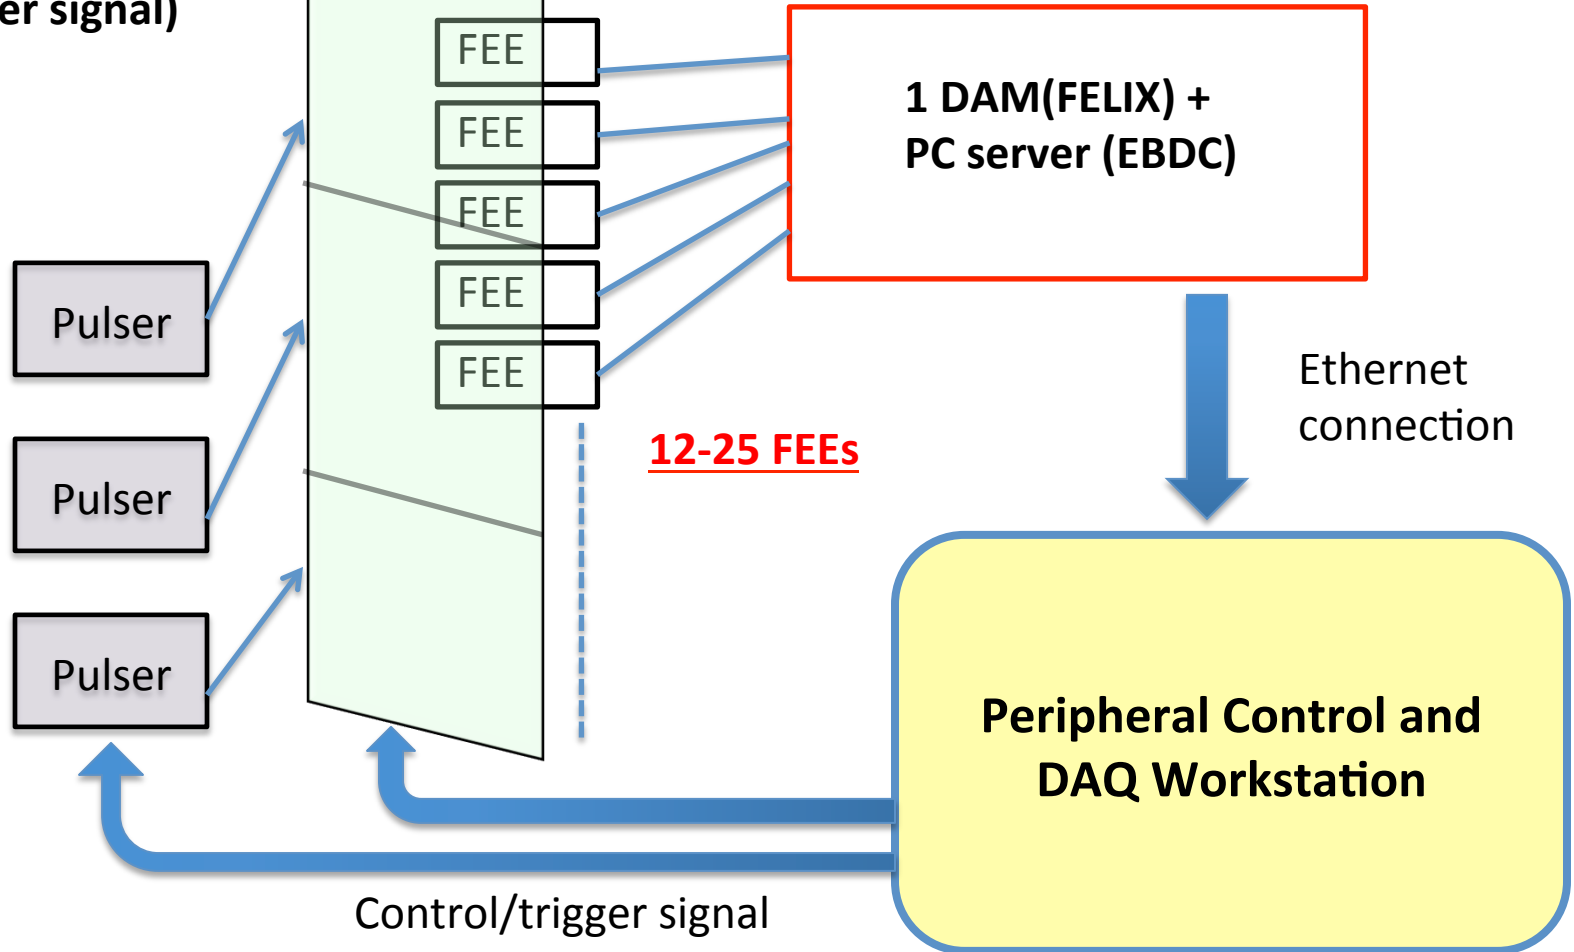 er signal)
FEE
FEE
FEE
FEE
FEE
1 DAM(FELIX) +
PC server (EBDC)
Pulser
Pulser
Pulser
12-25 FEEs
Ethernet
connection
Peripheral Control and
DAQ Workstation
Control/trigger signal